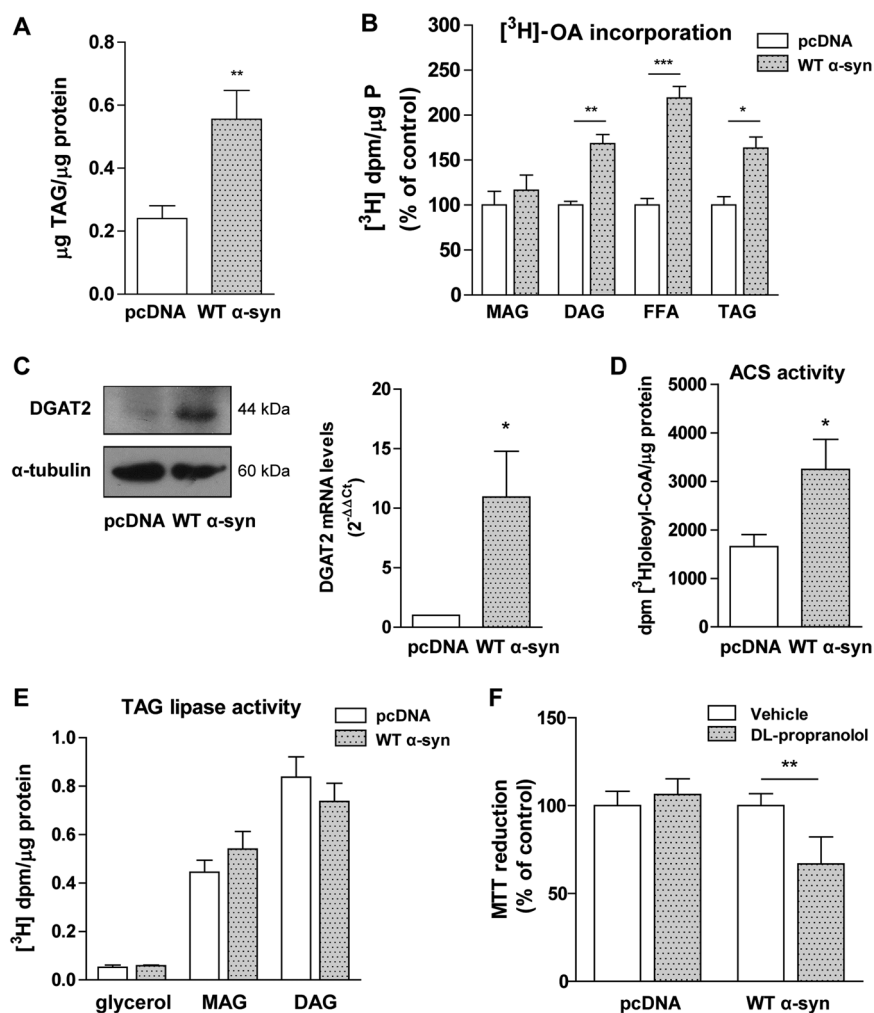 A
μg TAG/μg protein
0.8
0.6
0.4
0.2
0.0
**
pcDNA WT α-syn
B
[³H]-OA incorporation
pcDNA
WT α-syn
[³H] dpm/μg P
(% of control)
300
250
200
150
100
50
0
**
***
*
MAG DAG FFA TAG
C
DGAT2
44 kDa
α-tubulin
60 kDa
pcDNA WT α-syn
DGAT2 mRNA levels
(2^-ΔΔCt)
20
15
10
5
0
*
pcDNA WT α-syn
D
ACS activity
dpm [³H]oleoyl-CoA/μg protein
5000
4000
3000
2000
1000
0
*
pcDNA WT α-syn
E
TAG lipase activity
pcDNA
WT α-syn
[³H] dpm/μg protein
1.0
0.8
0.6
0.4
0.2
0.0
glycerol MAG DAG
F
Vehicle
DL-propranolol
MTT reduction
(% of control)
150
100
50
0
**
pcDNA WT α-syn